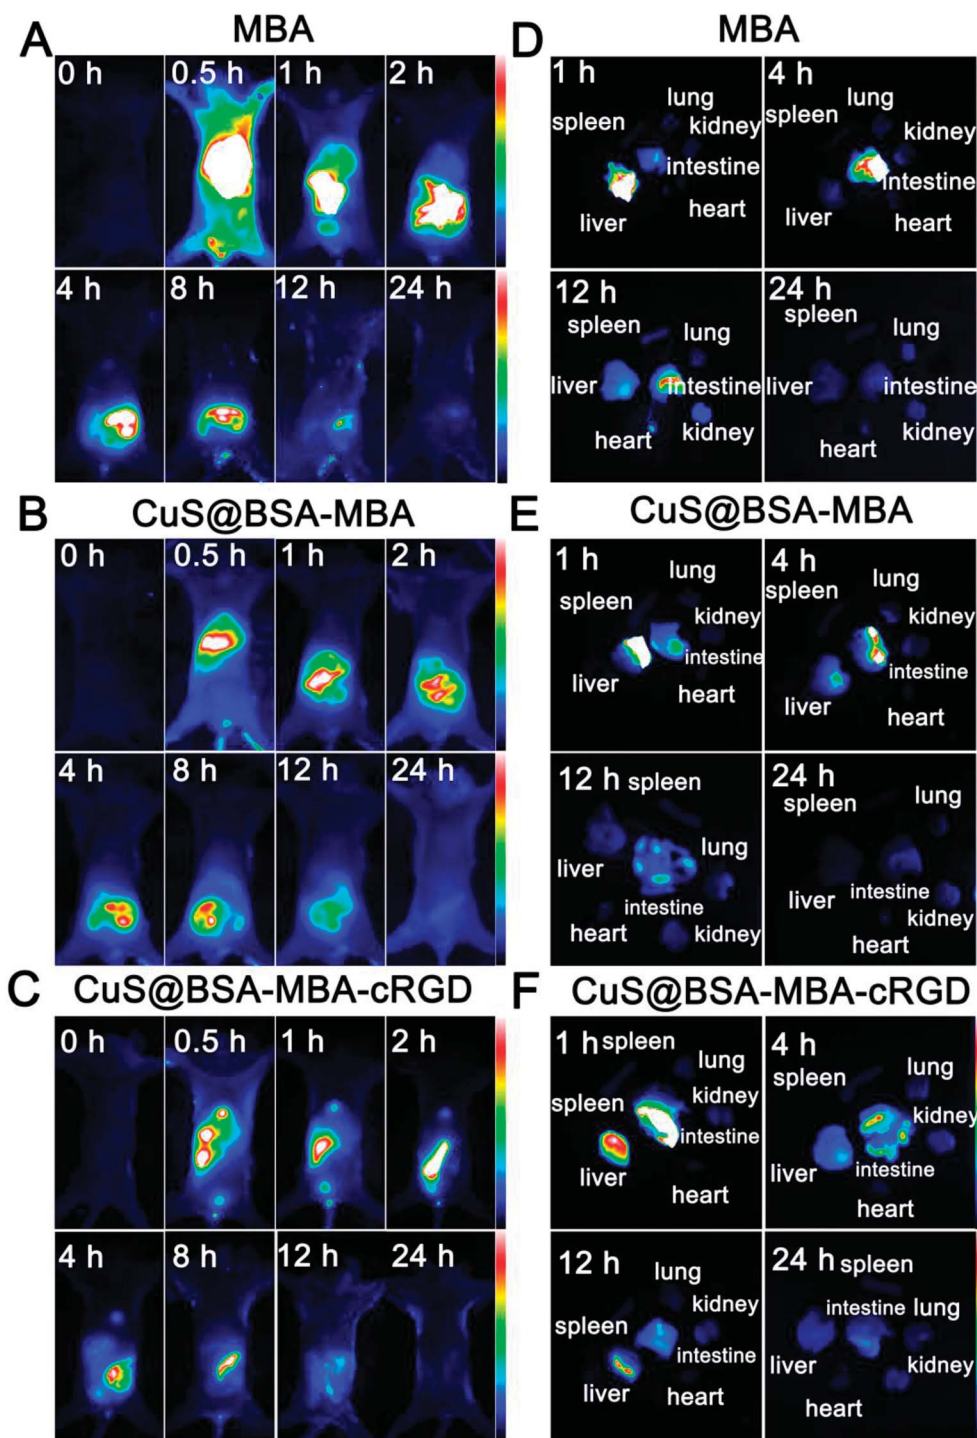 A
MBA
0 h 0.5 h 1 h 2 h
4 h 8 h 12 h 24 h
B
CuS@BSA-MBA
0 h 0.5 h 1 h 2 h
4 h 8 h 12 h 24 h
C
CuS@BSA-MBA-cRGD
0 h 0.5 h 1 h 2 h
4 h 8 h 12 h 24 h
D
MBA
1 h
lung
spleen
kidney
intestine
liver
heart
4 h
lung
spleen
kidney
intestine
liver
heart
12 h
spleen
lung
liver
intestine
heart
kidney
24 h
spleen
lung
liver
intestine
heart
kidney
E
CuS@BSA-MBA
1 h
lung
spleen
kidney
intestine
liver
heart
4 h
lung
spleen
kidney
intestine
liver
heart
12 h spleen
liver
lung
intestine
heart
kidney
24 h
spleen
lung
liver
intestine
kidney
heart
F
CuS@BSA-MBA-cRGD
1 h spleen
lung
spleen
kidney
intestine
liver
heart
4 h
lung
spleen
kidney
liver
intestine
heart
12 h
lung
kidney
spleen
intestine
liver
heart
24 h spleen
intestine lung
liver
kidney
heart